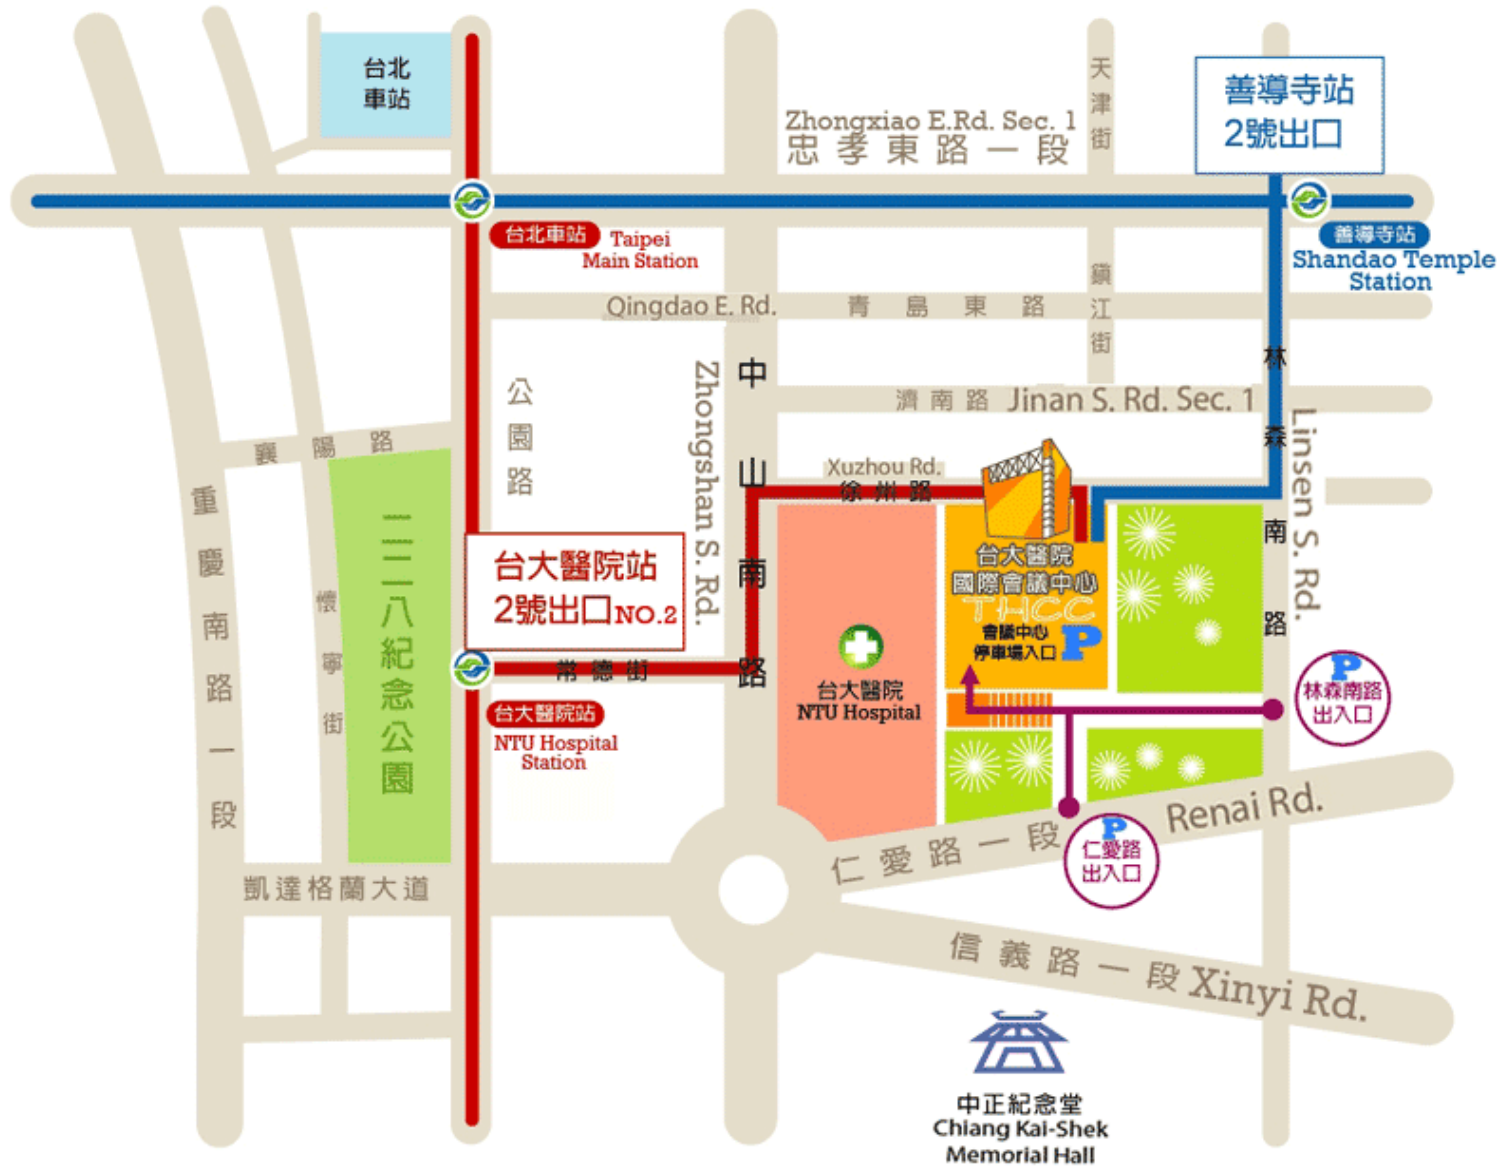 台北
車站
天津街
善導寺站
2號出口
Zhongxiao E.Rd. Sec. 1
忠孝東路一段
台北車站
Taipei
Main Station
善導寺站
Shandao Temple
Station
Qingdao E. Rd.
青島東路
鎮江街
公園路
Zhongshan S. Rd.
中山南路
濟南路 Jinan S. Rd. Sec. 1
林森南路
Linsen S. Rd.
襄陽路
Xuzhou Rd.
徐州路
重慶南路一段
懷寧街
二二八紀念公園
台大醫院站
2號出口NO.2
常德街
台大醫院站
NTU Hospital
Station
台大醫院
NTU Hospital
台大醫院
國際會議中心
THCC
會議中心
停車場入口 P
P
林森南路
出入口
P
仁愛路
出入口
仁愛路一段 Renai Rd.
凱達格蘭大道
信義路一段 Xinyi Rd.
中正紀念堂
Chiang Kai-Shek
Memorial Hall